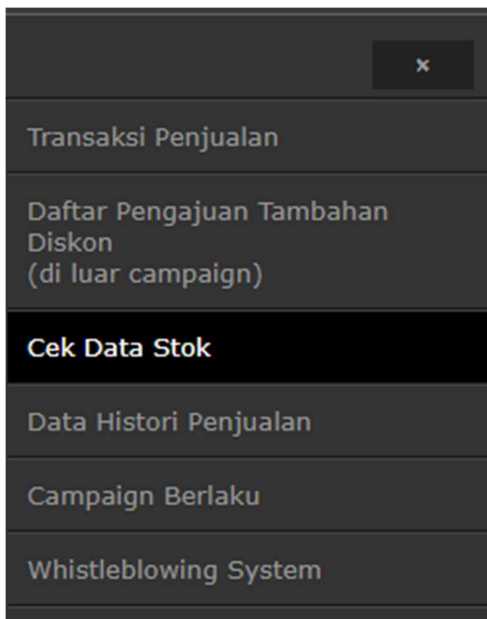 ×
Transaksi Penjualan
Daftar Pengajuan Tambahan
Diskon
(di luar campaign)
Cek Data Stok
Data Histori Penjualan
Campaign Berlaku
Whistleblowing System